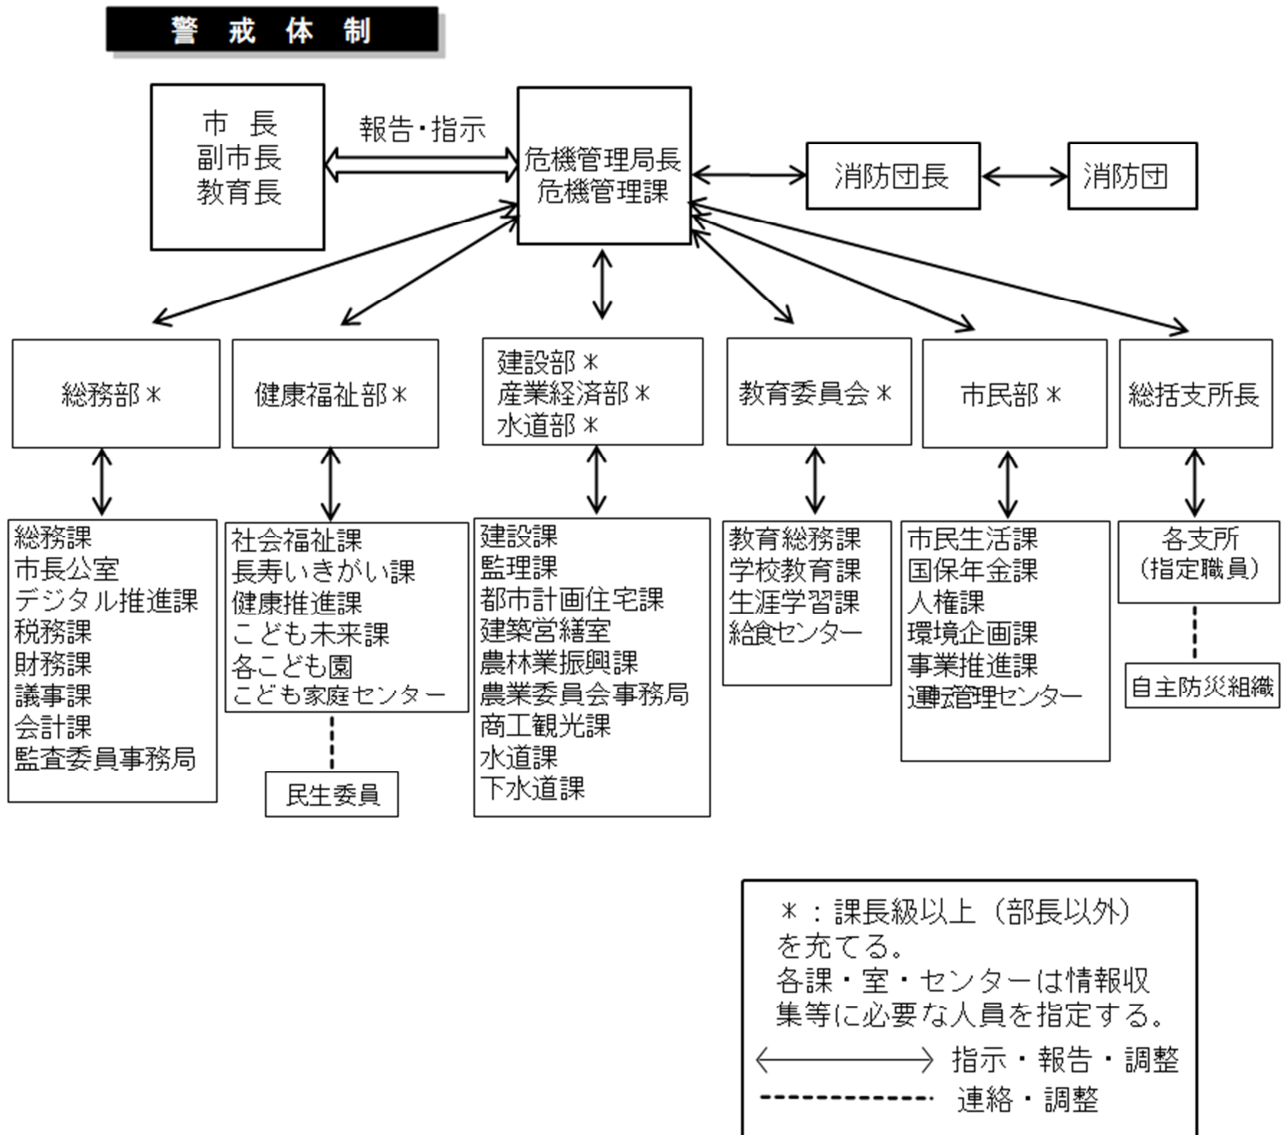 警戒体制
市 長
副市長
教育長
報告・指示
危機管理局長
危機管理課
消防団長
消防団
総務部＊
健康福祉部＊
建設部＊
産業経済部＊
水道部＊
教育委員会＊
市民部＊
総括支所長
総務課
市長公室
デジタル推進課
税務課
財務課
議事課
会計課
監査委員事務局
社会福祉課
長寿いきがい課
健康推進課
こども未来課
各こども園
こども家庭センター
民生委員
建設課
監理課
都市計画住宅課
建築営繕室
農林業振興課
農業委員会事務局
商工観光課
水道課
下水道課
教育総務課
学校教育課
生涯学習課
給食センター
市民生活課
国保年金課
人権課
環境企画課
事業推進課
運転管理センター
各支所
（指定職員）
自主防災組織
＊：課長級以上（部長以外）
を充てる。
各課・室・センターは情報収
集等に必要な人員を指定する。
指示・報告・調整
連絡・調整